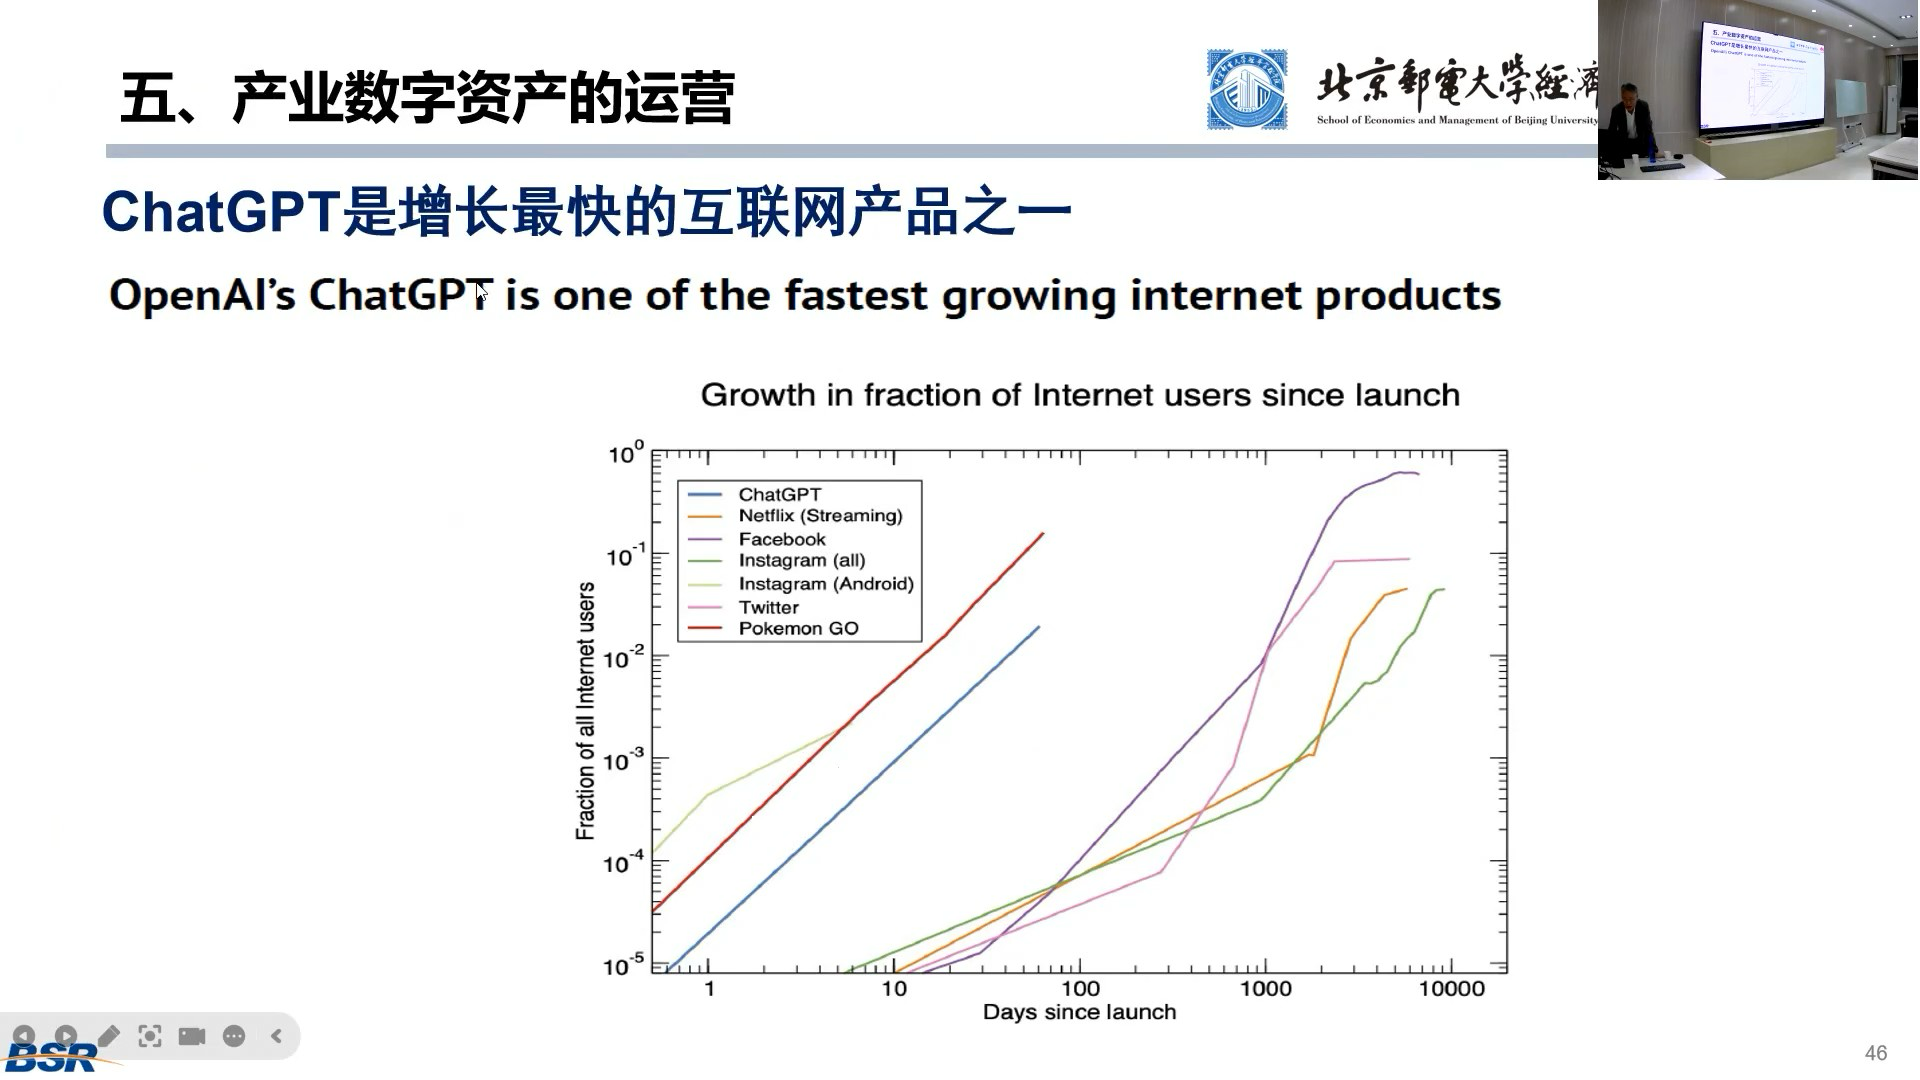 五、产业数字资产的运营
北京郵電大學經濟
School of Economics and Management of Beijing University
ChatGPT是增长最快的互联网产品之一
OpenAI’s ChatGPT is one of the fastest growing internet products
Growth in fraction of Internet users since launch
ChatGPT
Netflix (Streaming)
Facebook
Instagram (all)
Instagram (Android)
Twitter
Pokemon GO
Fraction of all Internet users
10⁰
10⁻¹
10⁻²
10⁻³
10⁻⁴
10⁻⁵
1 10 100 1000 10000
Days since launch
BSR
46